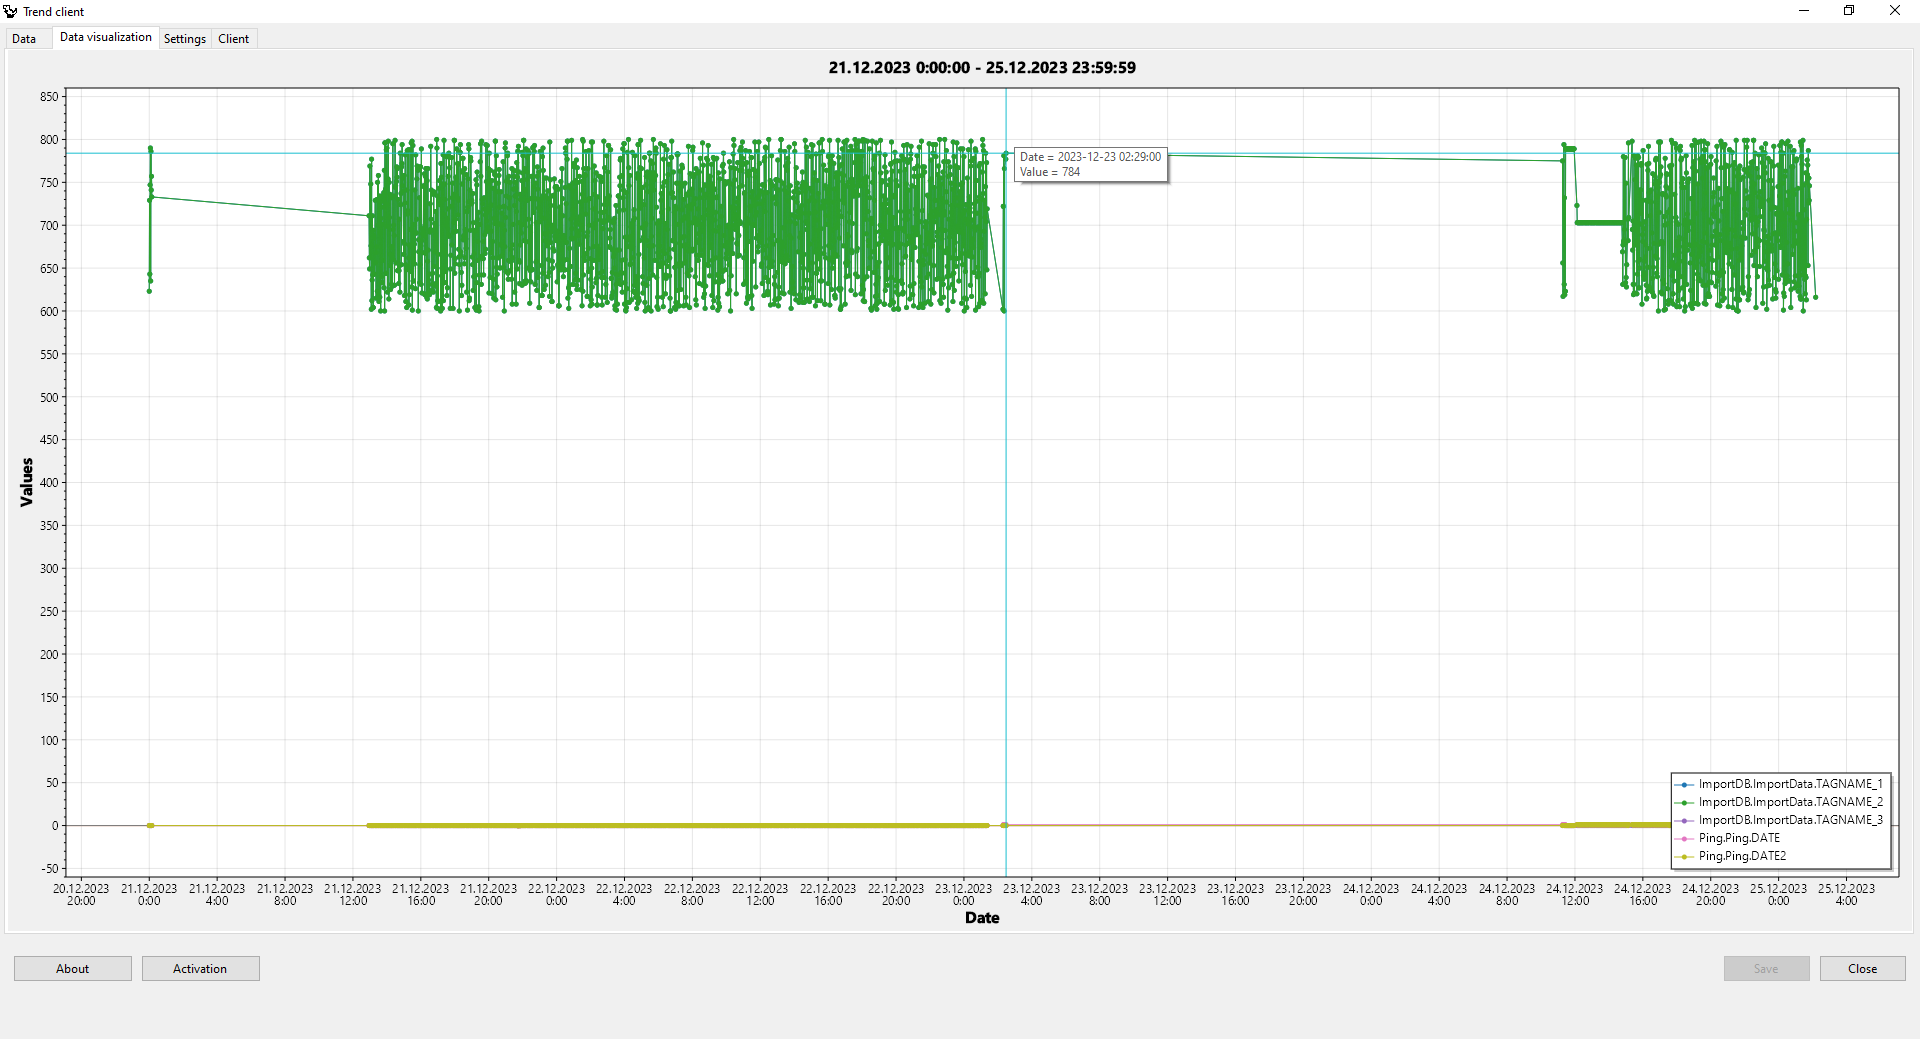 Trend client
Data Data visualization Settings Client
21.12.2023 0:00:00 - 25.12.2023 23:59:59
850
800
750
700
650
600
550
500
450
400
350
300
250
200
150
100
50
0
-50
Values
Date = 2023-12-23 02:29:00
Value = 784
ImportDB.ImportData.TAGNAME_1
ImportDB.ImportData.TAGNAME_2
ImportDB.ImportData.TAGNAME_3
Ping.Ping.DATE
Ping.Ping.DATE2
20.12.2023 21.12.2023 21.12.2023 21.12.2023 21.12.2023 21.12.2023 21.12.2023 22.12.2023 22.12.2023 22.12.2023 22.12.2023 22.12.2023 22.12.2023 23.12.2023 23.12.2023 23.12.2023 23.12.2023 23.12.2023 23.12.2023 24.12.2023 24.12.2023 24.12.2023 24.12.2023 24.12.2023 24.12.2023 25.12.2023 25.12.2023
20:00 0:00 4:00 8:00 12:00 16:00 20:00 0:00 4:00 8:00 12:00 16:00 20:00 0:00 4:00 8:00 12:00 16:00 20:00 0:00 4:00 8:00 12:00 16:00 20:00 0:00 4:00
Date
About Activation Save Close